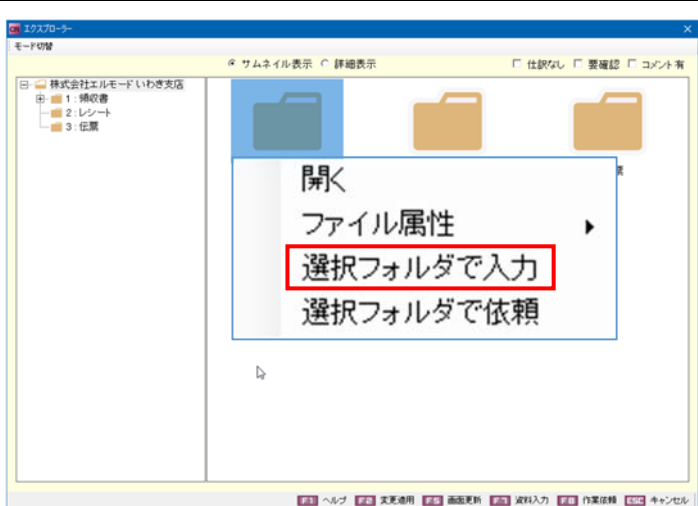 エクスプローラー
モード切替
サムネイル表示 詳細表示 仕訳なし 要確認 コメント有
株式会社エルモード いわき支店
1:領収書
2:レシート
3:伝票
票
開く
ファイル属性
選択フォルダで入力
選択フォルダで依頼
F1 ヘルプ F2 変更適用 F5 画面更新 F7 資料入力 F8 作業依頼 ESC キャンセル